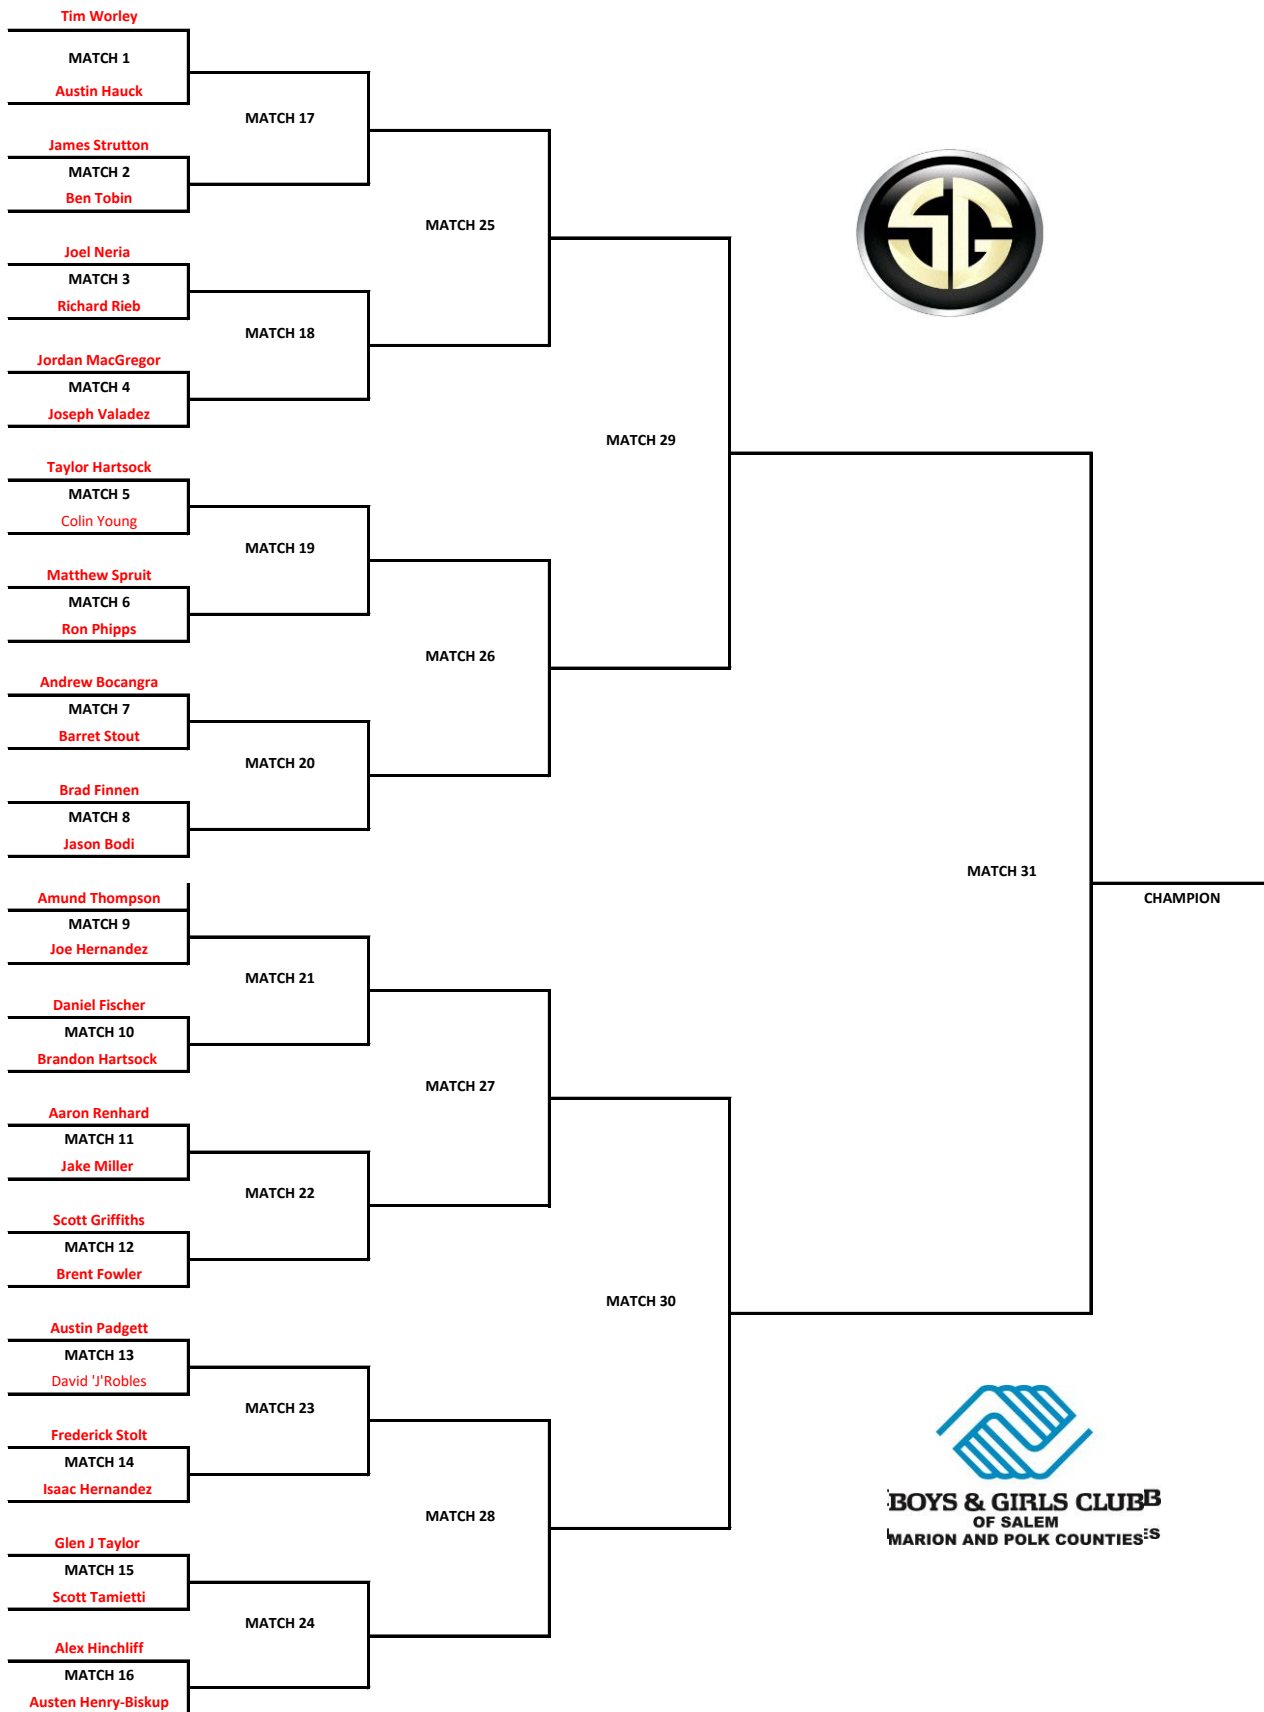 Tim Worley
MATCH 1
Austin Hauck
MATCH 17
James Strutton
MATCH 2
Ben Tobin
MATCH 25
Joel Neria
MATCH 3
Richard Rieb
MATCH 18
Jordan MacGregor
MATCH 4
Joseph Valadez
MATCH 29
Taylor Hartsock
MATCH 5
Colin Young
MATCH 19
Matthew Spruit
MATCH 6
Ron Phipps
MATCH 26
Andrew Bocangra
MATCH 7
Barret Stout
MATCH 20
Brad Finnen
MATCH 8
Jason Bodi
MATCH 31
CHAMPION
Amund Thompson
MATCH 9
Joe Hernandez
MATCH 21
Daniel Fischer
MATCH 10
Brandon Hartsock
MATCH 27
Aaron Renhard
MATCH 11
Jake Miller
MATCH 22
Scott Griffiths
MATCH 12
Brent Fowler
MATCH 30
Austin Padgett
MATCH 13
David 'J'Robles
MATCH 23
Frederick Stolt
MATCH 14
Isaac Hernandez
MATCH 28
Glen J Taylor
MATCH 15
Scott Tamietti
MATCH 24
Alex Hinchliff
MATCH 16
Austen Henry-Biskup
SG
BOYS & GIRLS CLUB
OF SALEM
MARION AND POLK COUNTIES